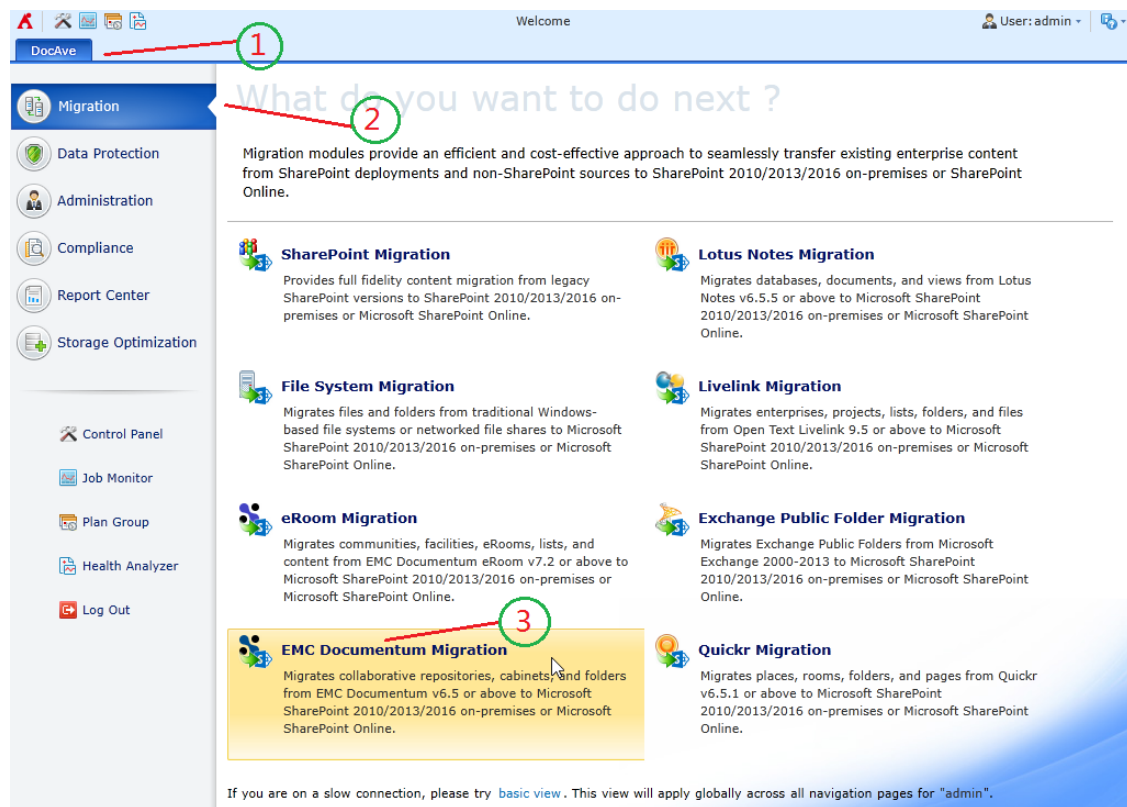 Welcome
User: admin
DocAve
1
Migration
Data Protection
Administration
Compliance
Report Center
Storage Optimization
Control Panel
Job Monitor
Plan Group
Health Analyzer
Log Out
What do you want to do next ?
2
Migration modules provide an efficient and cost-effective approach to seamlessly transfer existing enterprise content
from SharePoint deployments and non-SharePoint sources to SharePoint 2010/2013/2016 on-premises or SharePoint
Online.
SharePoint Migration
Provides full fidelity content migration from legacy
SharePoint versions to SharePoint 2010/2013/2016 on-
premises or Microsoft SharePoint Online.
Lotus Notes Migration
Migrates databases, documents, and views from Lotus
Notes v6.5.5 or above to Microsoft SharePoint
2010/2013/2016 on-premises or Microsoft SharePoint
Online.
File System Migration
Migrates files and folders from traditional Windows-
based file systems or networked file shares to Microsoft
SharePoint 2010/2013/2016 on-premises or Microsoft
SharePoint Online.
Livelink Migration
Migrates enterprises, projects, lists, folders, and files
from Open Text Livelink 9.5 or above to Microsoft
SharePoint 2010/2013/2016 on-premises or Microsoft
SharePoint Online.
eRoom Migration
Migrates communities, facilities, eRooms, lists, and
content from EMC Documentum eRoom v7.2 or above to
Microsoft SharePoint 2010/2013/2016 on-premises or
Microsoft SharePoint Online.
Exchange Public Folder Migration
Migrates Exchange Public Folders from Microsoft
Exchange 2000-2013 to Microsoft SharePoint
2010/2013/2016 on-premises or Microsoft SharePoint
Online.
3
EMC Documentum Migration
Migrates collaborative repositories, cabinets, and folders
from EMC Documentum v6.5 or above to Microsoft
SharePoint 2010/2013/2016 on-premises or Microsoft
SharePoint Online.
Quickr Migration
Migrates places, rooms, folders, and pages from Quickr
v6.5.1 or above to Microsoft SharePoint
2010/2013/2016 on-premises or Microsoft SharePoint
Online.
If you are on a slow connection, please try basic view. This view will apply globally across all navigation pages for "admin".